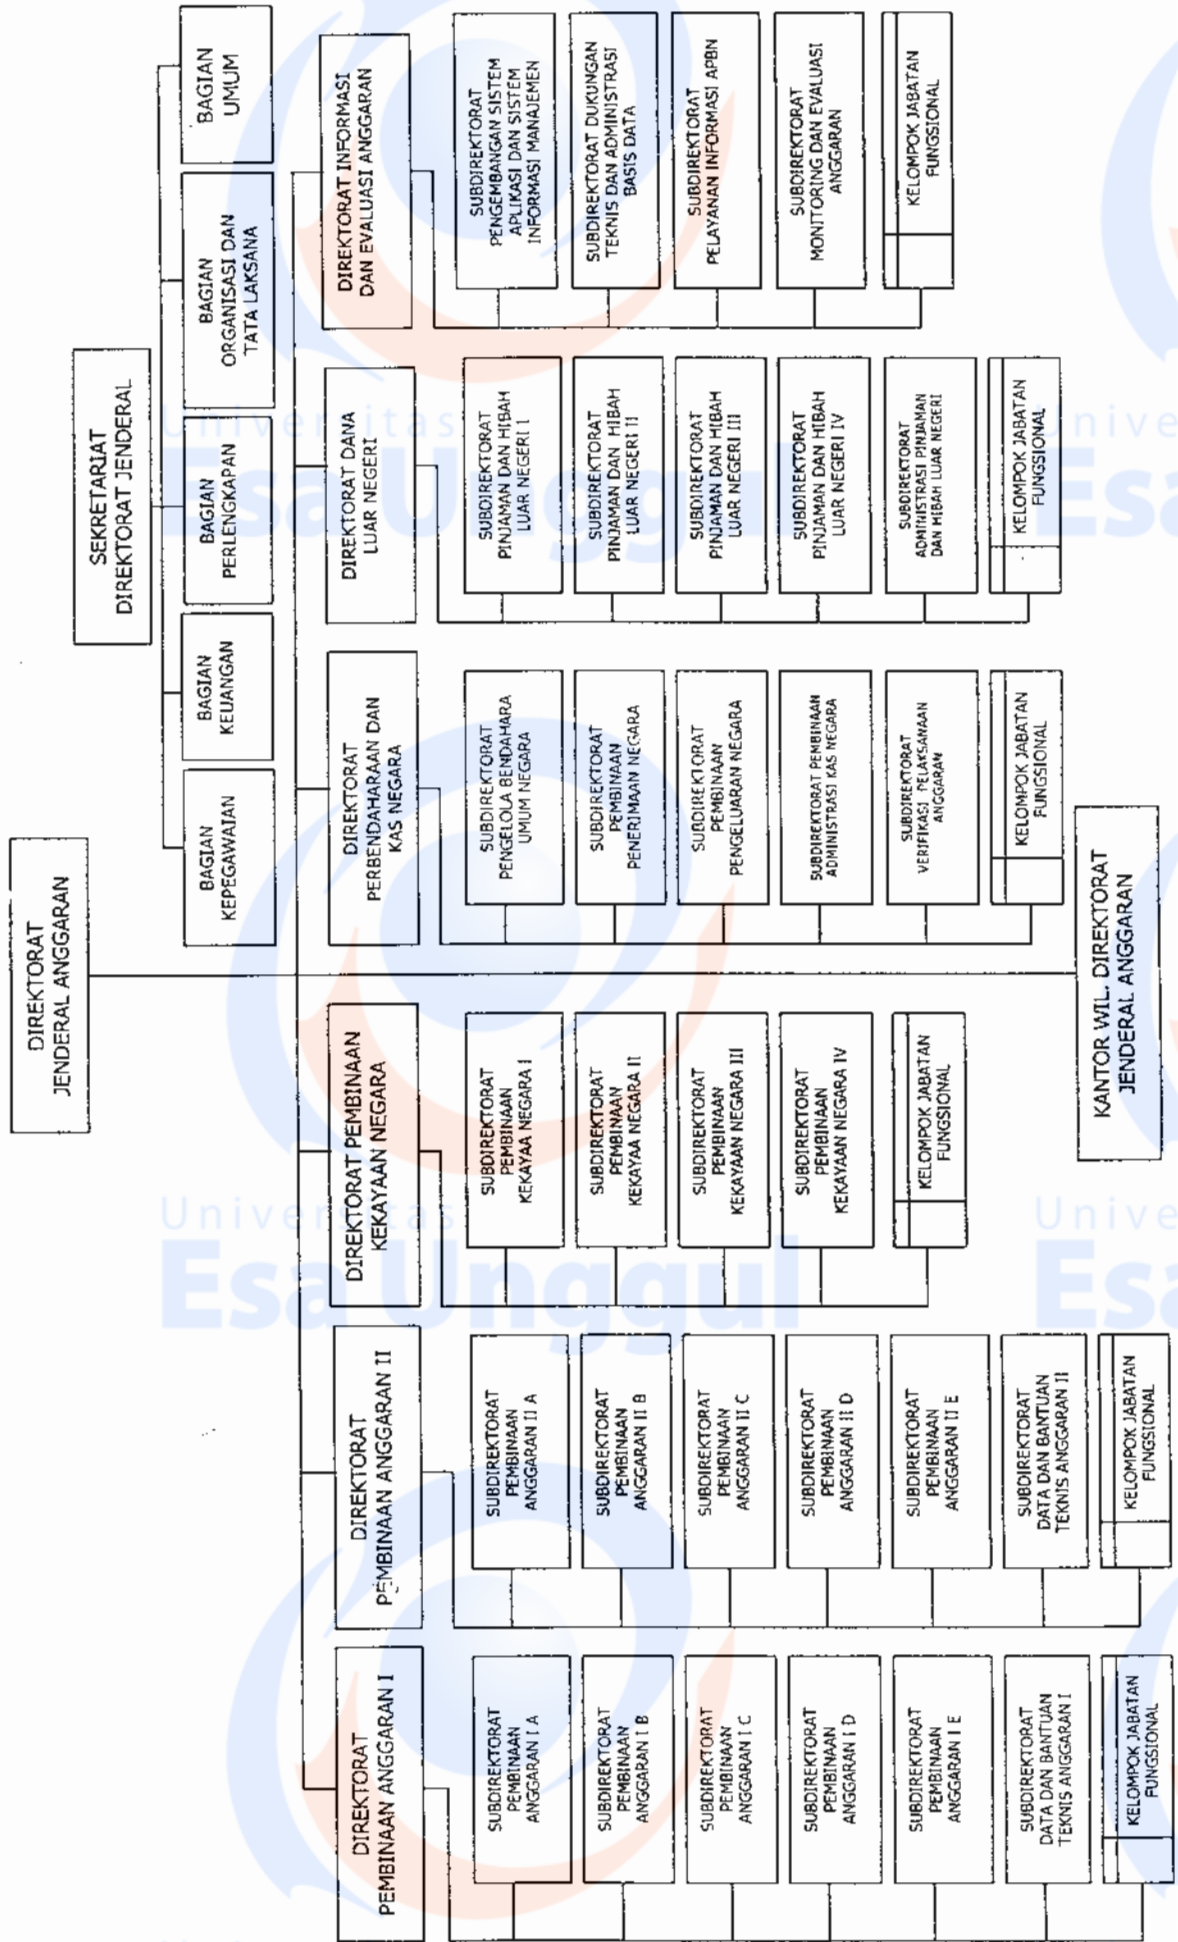 DIREKTORAT
JENDERAL ANGGARAN
SEKRETARIAT
DIREKTORAT JENDERAL
BAGIAN
KEPEGAWAIAN
BAGIAN
KEUANGAN
BAGIAN
PERLENGKAPAN
BAGIAN
ORGANISASI DAN
TATA LAKSANA
BAGIAN
UMUM
DIREKTORAT
PEMBINAAN ANGGARAN I
SUBDIREKTORAT
PEMBINAAN
ANGGARAN I A
SUBDIREKTORAT
PEMBINAAN
ANGGARAN I B
SUBDIREKTORAT
PEMBINAAN
ANGGARAN I C
SUBDIREKTORAT
PEMBINAAN
ANGGARAN I D
SUBDIREKTORAT
PEMBINAAN
ANGGARAN I E
SUBDIREKTORAT
DATA DAN BANTUAN
TEKNIS ANGGARAN I
KELOMPOK JABATAN
FUNGSIONAL
DIREKTORAT
PEMBINAAN ANGGARAN II
SUBDIREKTORAT
PEMBINAAN
ANGGARAN II A
SUBDIREKTORAT
PEMBINAAN
ANGGARAN II B
SUBDIREKTORAT
PEMBINAAN
ANGGARAN II C
SUBDIREKTORAT
PEMBINAAN
ANGGARAN II D
SUBDIREKTORAT
PEMBINAAN
ANGGARAN II E
SUBDIREKTORAT
DATA DAN BANTUAN
TEKNIS ANGGARAN II
KELOMPOK JABATAN
FUNGSIONAL
DIREKTORAT PEMBINAAN
KEKAYAAN NEGARA
SUBDIREKTORAT
PEMBINAAN
KEKAYAA NEGARA I
SUBDIREKTORAT
PEMBINAAN
KEKAYAA NEGARA II
SUBDIREKTORAT
PEMBINAAN
KEKAYAAN NEGARA III
SUBDIREKTORAT
PEMBINAAN
KEKAYAAN NEGARA IV
KELOMPOK JABATAN
FUNGSIONAL
DIREKTORAT
PERBENDAHARAAN DAN
KAS NEGARA
SUBDIREKTORAT
PENGELOLA BENDAHARA
UMUM NEGARA
SUBDIREKTORAT
PEMBINAAN
PENERIMAAN NEGARA
SUBDIREKTORAT
PEMBINAAN
PENGELUARAN NEGARA
SUBDIREKTORAT PEMBINAAN
ADMINISTRASI KAS NEGARA
SUBDIREKTORAT
VERIFIKASI PELAKSANAAN
ANGGARAN
KELOMPOK JABATAN
FUNGSIONAL
DIREKTORAT DANA
LUAR NEGERI
SUBDIREKTORAT
PINJAMAN DAN HIBAH
LUAR NEGERI I
SUBDIREKTORAT
PINJAMAN DAN HIBAH
LUAR NEGERI II
SUBDIREKTORAT
PINJAMAN DAN HIBAH
LUAR NEGERI III
SUBDIREKTORAT
PINJAMAN DAN HIBAH
LUAR NEGERI IV
SUBDIREKTORAT
ADMINISTRASI PINJAMAN
DAN HIBAH LUAR NEGERI
KELOMPOK JABATAN
FUNGSIONAL
DIREKTORAT INFORMASI
DAN EVALUASI ANGGARAN
SUBDIREKTORAT
PENGEMBANGAN SISTEM
APLIKASI DAN SISTEM
INFORMASI MANAJEMEN
SUBDIREKTORAT DUKUNGAN
TEKNIS DAN ADMINISTRASI
BASIS DATA
SUBDIREKTORAT
PELAYANAN INFORMASI APBN
SUBDIREKTORAT
MONITORING DAN EVALUASI
ANGGARAN
KELOMPOK JABATAN
FUNGSIONAL
KANTOR WIL. DIREKTORAT
JENDERAL ANGGARAN
Universitas
Esa Unggul
Universitas
Esa Unggul
Unive
Esa
Unive
Esa